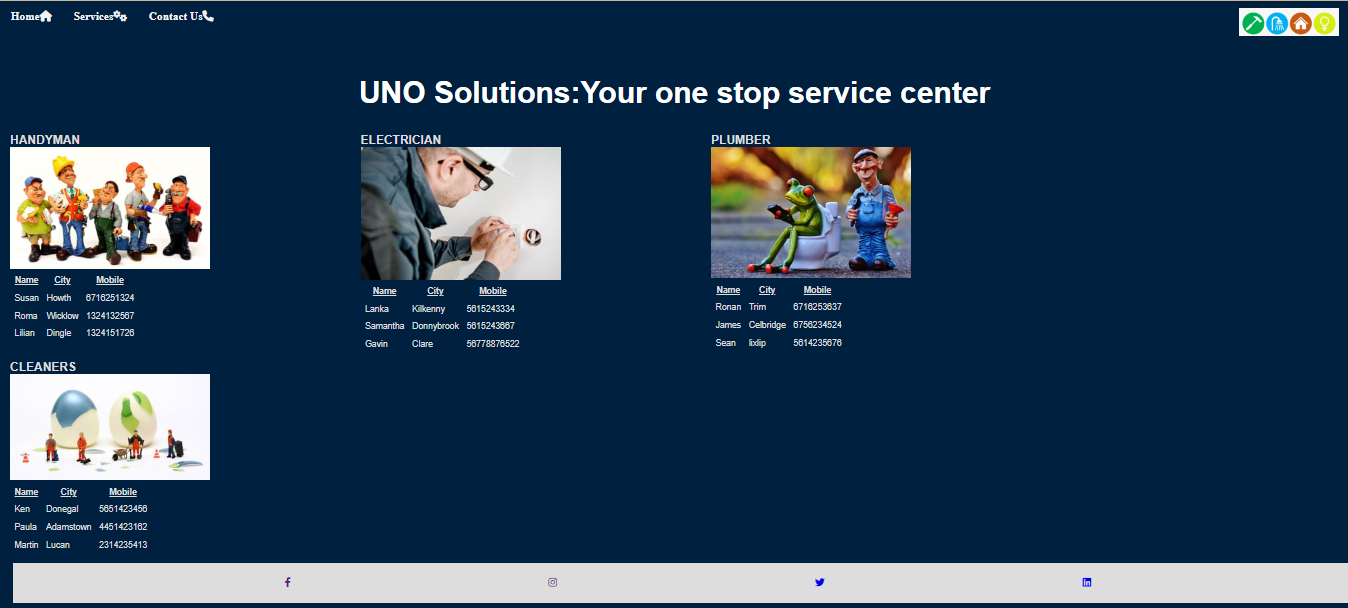 Home Services Contact Us
UNO Solutions:Your one stop service center
HANDYMAN
Name City Mobile
Susan Howth 6716251324
Roma Wicklow 1324132567
Lilian Dingle 1324151726
ELECTRICIAN
Name City Mobile
Lanka Kilkenny 5615243334
Samantha Donnybrook 5615243667
Gavin Clare 56778876522
PLUMBER
Name City Mobile
Ronan Trim 6716253637
James Celbridge 6756234524
Sean lixlip 5614235676
CLEANERS
Name City Mobile
Ken Donegal 5651423456
Paula Adamstown 4451423162
Martin Lucan 2314235413